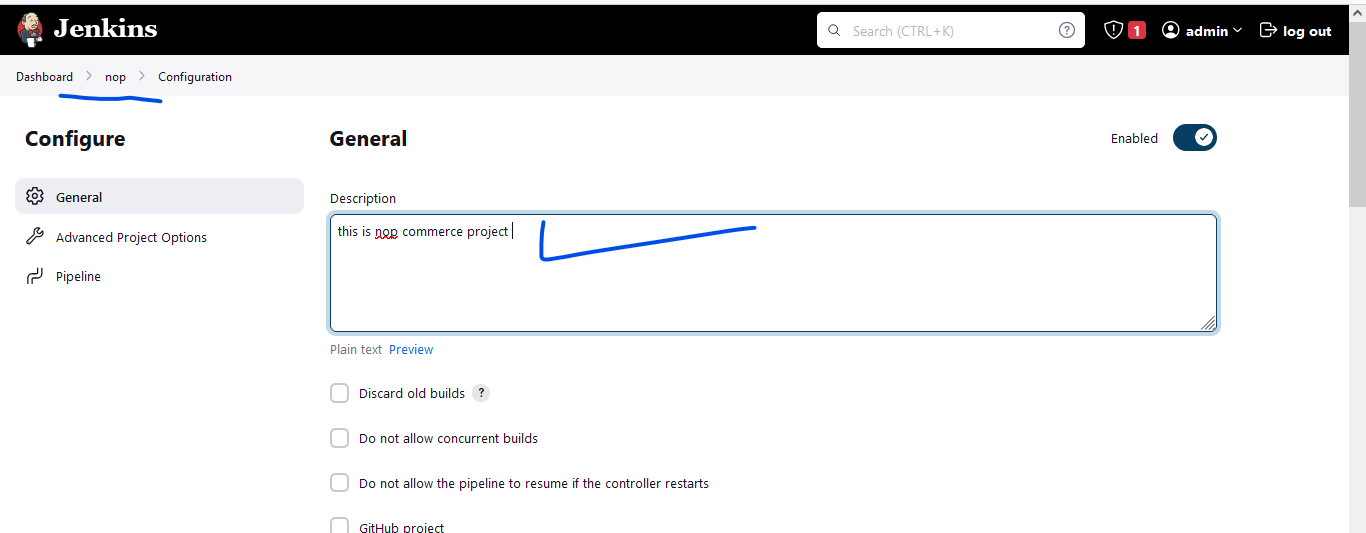 Jenkins
Search (CTRL+K)
?
1
admin
log out
Dashboard > nop > Configuration
Configure
General
Advanced Project Options
Pipeline
General
Enabled
Description
this is nop commerce project
Plain text Preview
Discard old builds ?
Do not allow concurrent builds
Do not allow the pipeline to resume if the controller restarts
GitHub project